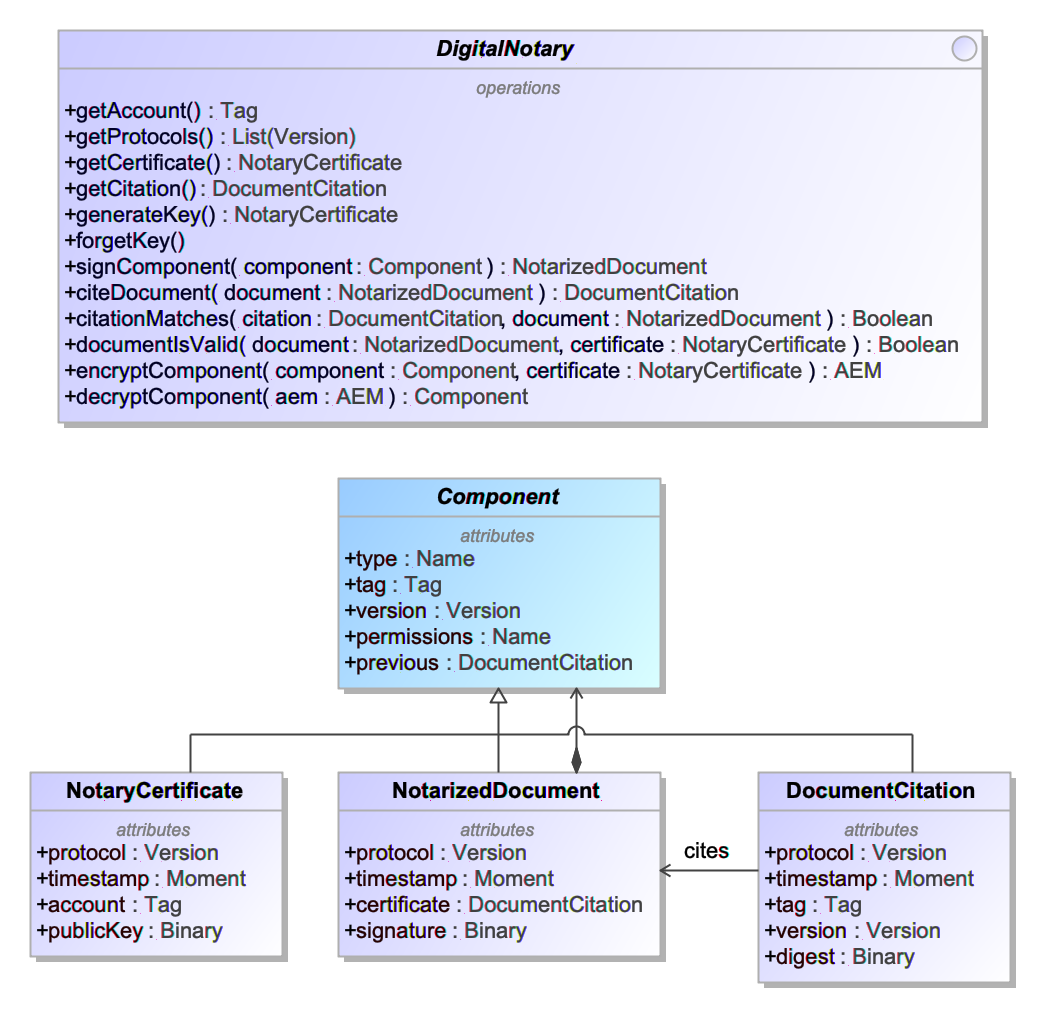 DigitalNotary
operations
+getAccount() : Tag
+getProtocols() : List(Version)
+getCertificate() : NotaryCertificate
+getCitation() : DocumentCitation
+generateKey() : NotaryCertificate
+forgetKey()
+signComponent( component : Component ) : NotarizedDocument
+citeDocument( document : NotarizedDocument ) : DocumentCitation
+citationMatches( citation : DocumentCitation, document : NotarizedDocument ) : Boolean
+documentIsValid( document : NotarizedDocument, certificate : NotaryCertificate ) : Boolean
+encryptComponent( component : Component, certificate : NotaryCertificate ) : AEM
+decryptComponent( aem : AEM ) : Component
Component
attributes
+type : Name
+tag : Tag
+version : Version
+permissions : Name
+previous : DocumentCitation
NotaryCertificate
attributes
+protocol : Version
+timestamp : Moment
+account : Tag
+publicKey : Binary
NotarizedDocument
attributes
+protocol : Version
+timestamp : Moment
+certificate : DocumentCitation
+signature : Binary
cites
DocumentCitation
attributes
+protocol : Version
+timestamp : Moment
+tag : Tag
+version : Version
+digest : Binary